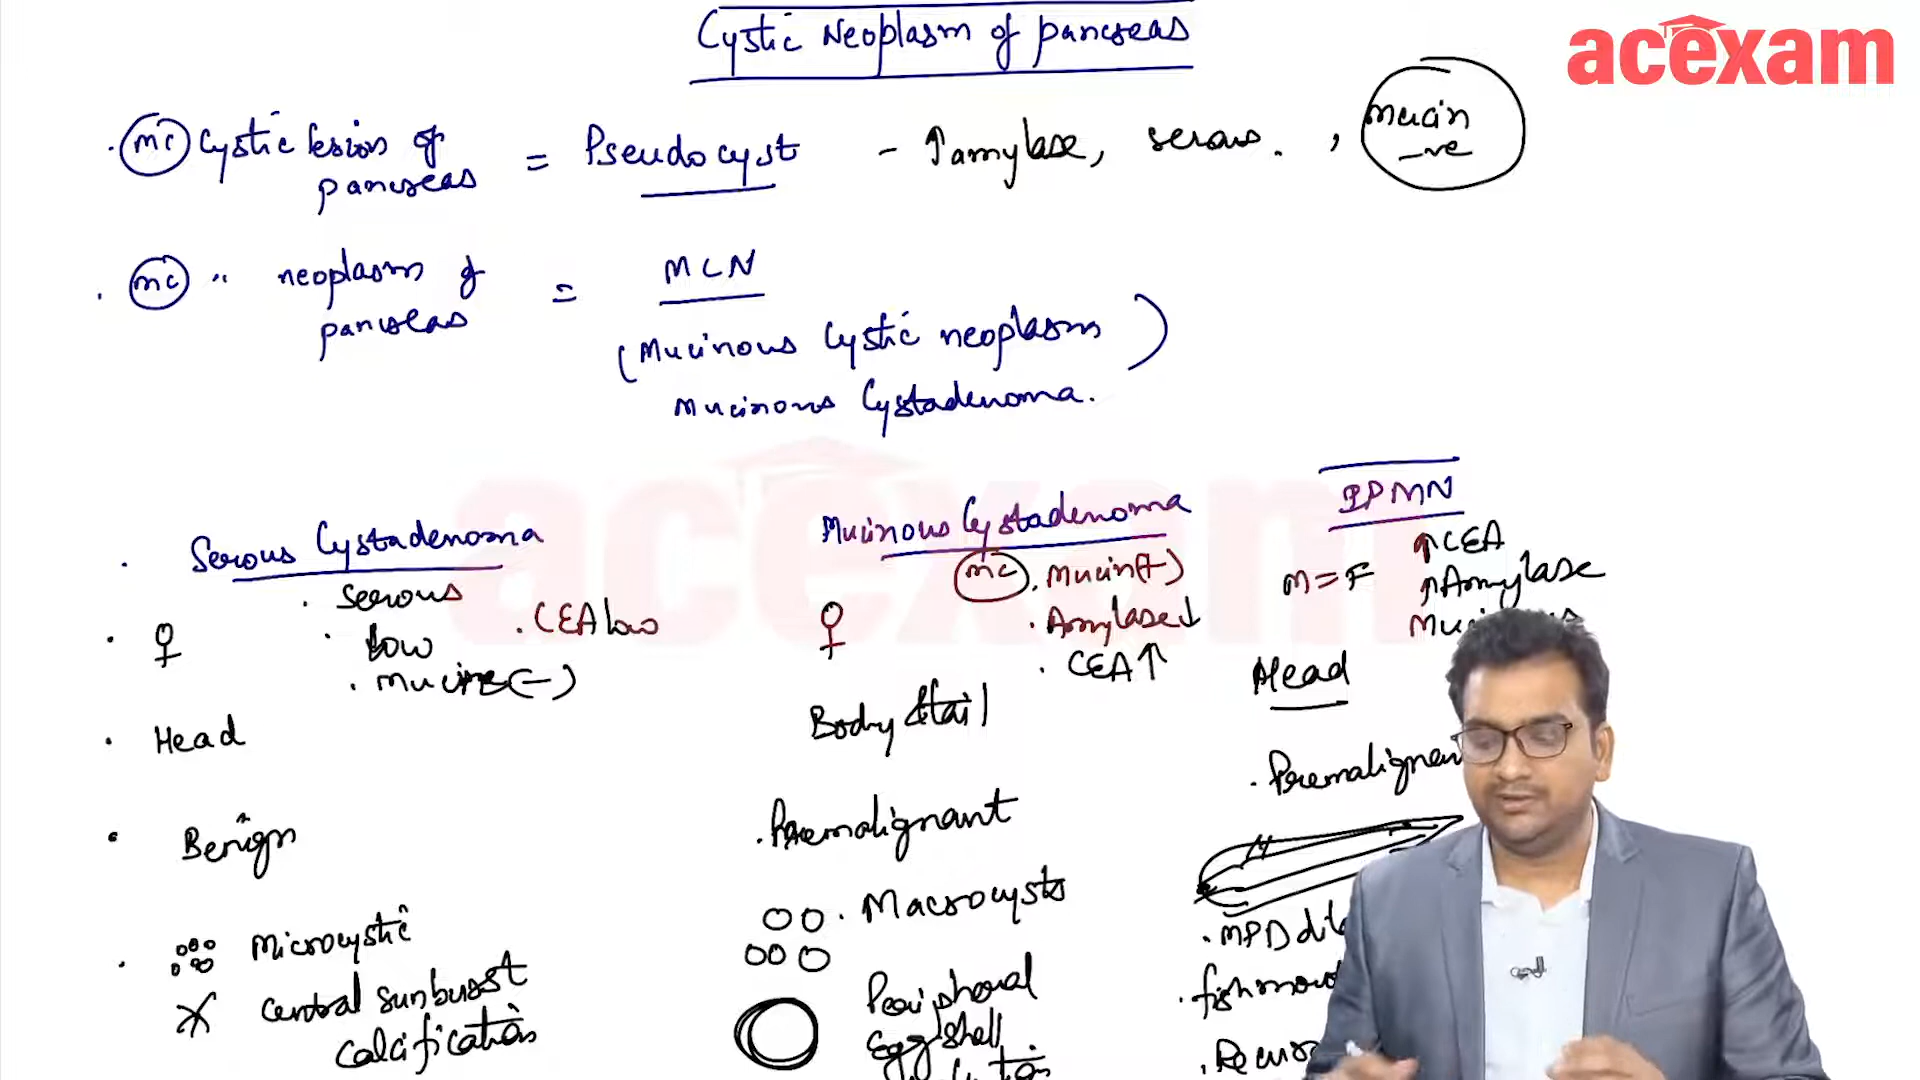 Cystic Neoplasm of pancreas
acexam
. mc Cystic lesion of pancreas = Pseudocyst - ↑amylase, serous. , mucin -ve
. mc " neoplasm of pancreas = MCN
(Mucinous Cystic neoplasm)
Mucinous Cystadenoma.
. Serous Cystadenoma
. serous
. ♀ . low . CEA low
. mucin (-)
. Head
. Benign
. Microcystic
Central sunburst
calcification
Mucinous Cystadenoma
mc . Mucin(+)
♀ . Amylase↓
. CEA↑
Body & tail
. Premalignant
. Macrocysts
Peripheral
Eggshell
IPMN
↑CEA
M = F ↑Amylase
Head
. Premalignant
. MPD
.
.